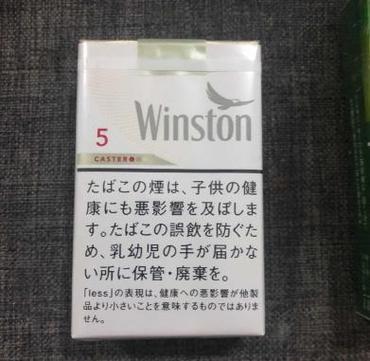 Winston
5
CASTER
たばこの煙は、子供の健
康にも悪影響を及ぼしま
す。たばこの誤飲を防ぐた
め、乳幼児の手が届かな
い所に保管・廃棄を。
「less」の表現は、健康への悪影響が他製
品より小さいことを意味するものではありま
せん。